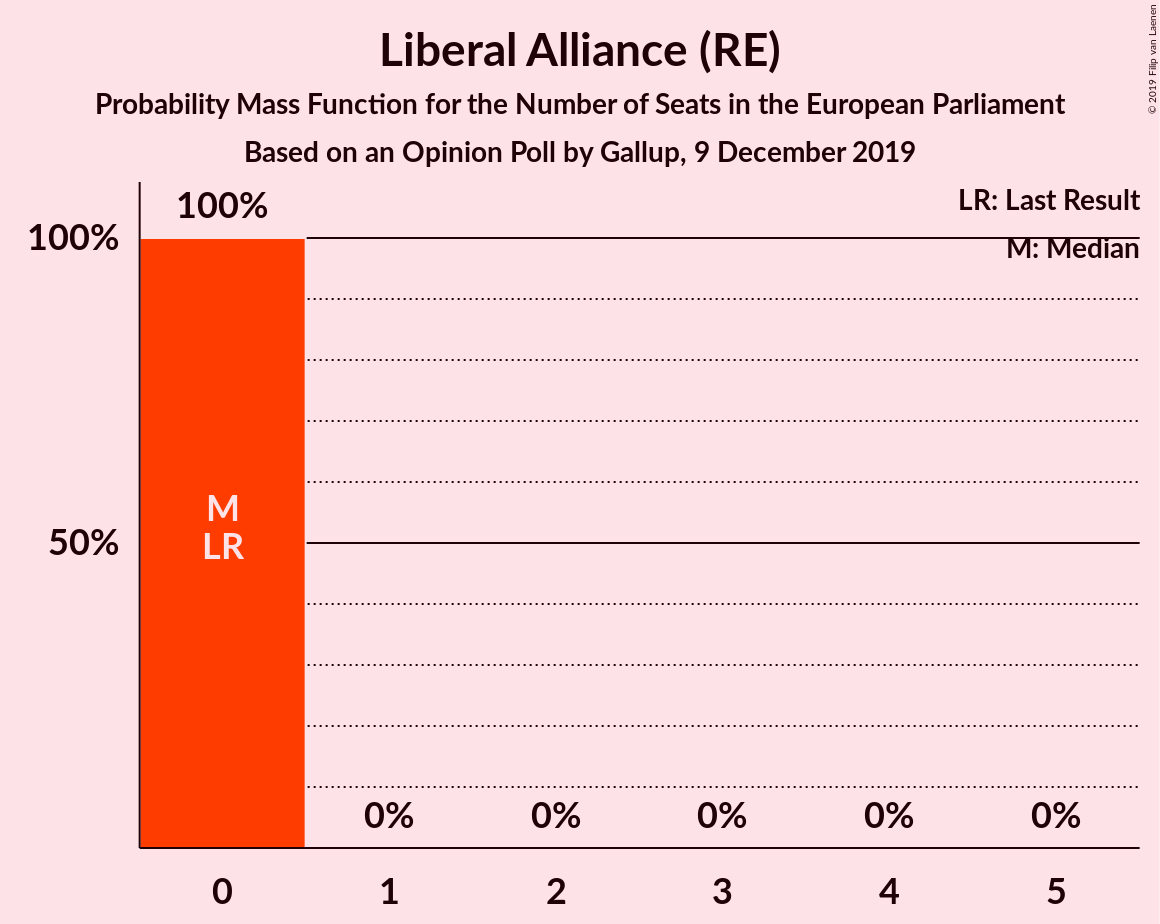 Liberal Alliance (RE)
Probability Mass Function for the Number of Seats in the European Parliament
Based on an Opinion Poll by Gallup, 9 December 2019
© 2019 Filip van Laenen
LR: Last Result
M: Median
100%
100%
50%
M
LR
0% 0% 0% 0% 0%
0 1 2 3 4 5